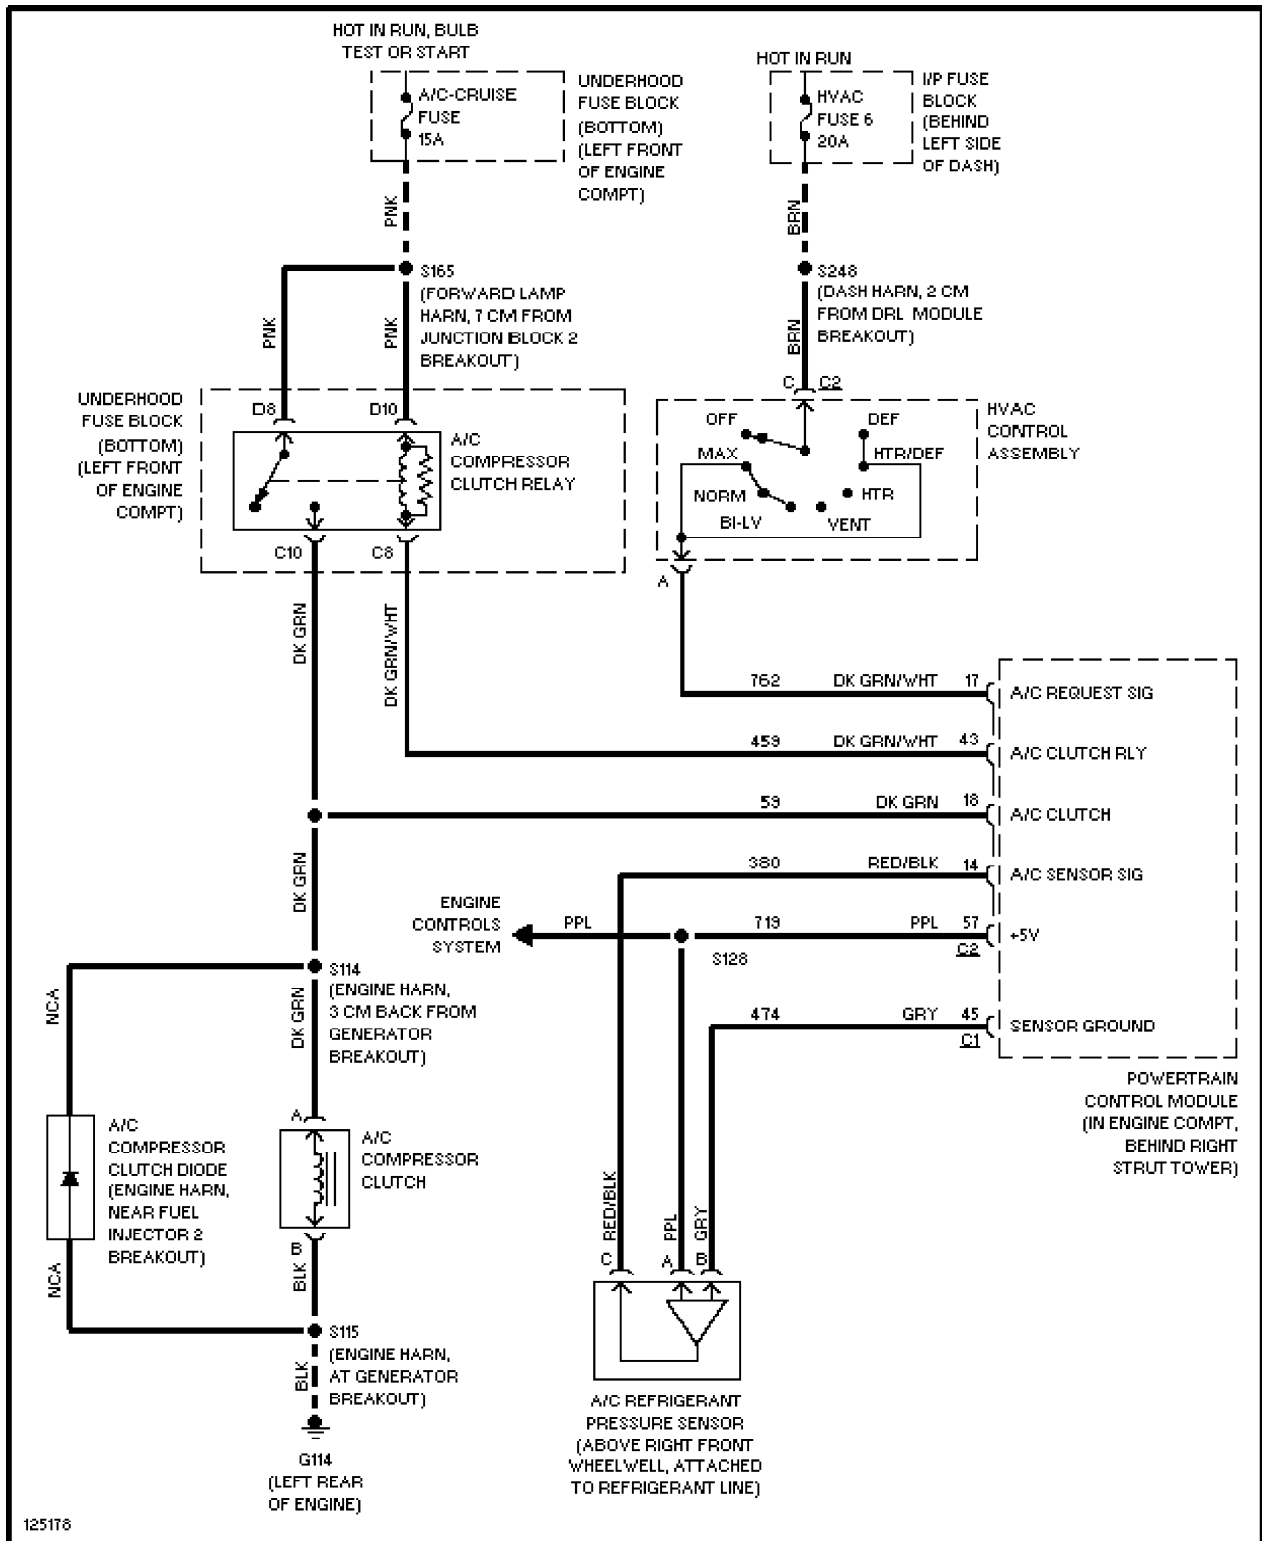 HOT IN RUN, BULB
TEST OR START
A/C-CRUISE
FUSE
15A
UNDERHOOD
FUSE BLOCK
(BOTTOM)
(LEFT FRONT
OF ENGINE
COMPT)
HOT IN RUN
HVAC
FUSE 6
20A
I/P FUSE
BLOCK
(BEHIND
LEFT SIDE
OF DASH)
PNK
BRN
S165
(FORWARD LAMP
HARN, 7 CM FROM
JUNCTION BLOCK 2
BREAKOUT)
S248
(DASH HARN, 2 CM
FROM DRL MODULE
BREAKOUT)
PNK
PNK
BRN
UNDERHOOD
FUSE BLOCK
(BOTTOM)
(LEFT FRONT
OF ENGINE
COMPT)
D8
D10
A/C
COMPRESSOR
CLUTCH RELAY
C10
C8
C
C2
HVAC
CONTROL
ASSEMBLY
OFF
DEF
MAX
HTR/DEF
NORM
HTR
BI-LV
VENT
A
DK GRN
DK GRN/WHT
762
DK GRN/WHT
17
A/C REQUEST SIG
459
DK GRN/WHT
43
A/C CLUTCH RLY
59
DK GRN
18
A/C CLUTCH
380
RED/BLK
14
A/C SENSOR SIG
DK GRN
ENGINE
CONTROLS
SYSTEM
PPL
719
PPL
57
+5V
C2
S128
474
GRY
45
SENSOR GROUND
C1
POWERTRAIN
CONTROL MODULE
(IN ENGINE COMPT,
BEHIND RIGHT
STRUT TOWER)
NCA
DK GRN
S114
(ENGINE HARN,
3 CM BACK FROM
GENERATOR
BREAKOUT)
A
A/C
COMPRESSOR
CLUTCH DIODE
(ENGINE HARN,
NEAR FUEL
INJECTOR 2
BREAKOUT)
A/C
COMPRESSOR
CLUTCH
B
BLK
NCA
RED/BLK
PPL
GRY
C
A
B
S115
(ENGINE HARN,
AT GENERATOR
BREAKOUT)
BLK
G114
(LEFT REAR
OF ENGINE)
A/C REFRIGERANT
PRESSURE SENSOR
(ABOVE RIGHT FRONT
WHEELWELL, ATTACHED
TO REFRIGERANT LINE)
125178